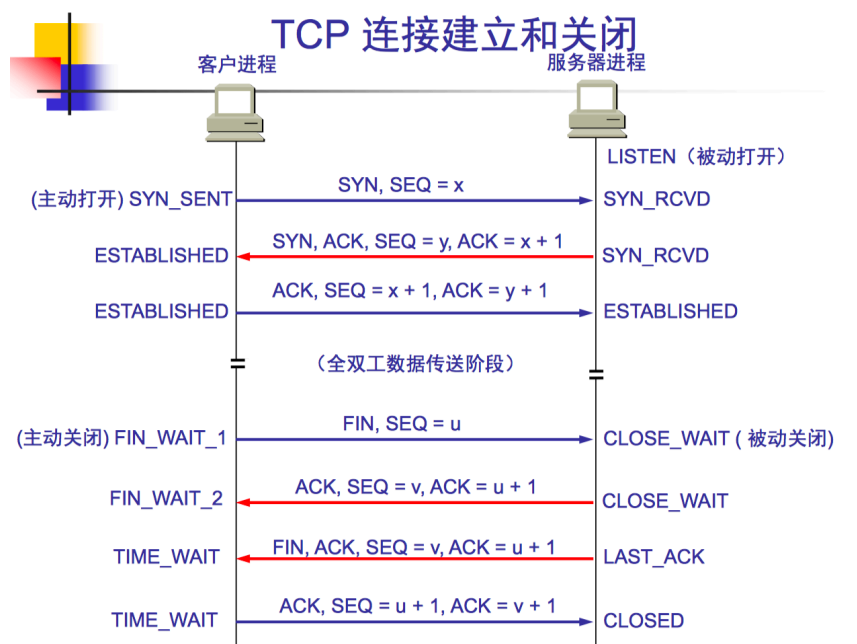 TCP 连接建立和关闭
客户进程
服务器进程
LISTEN（被动打开）
(主动打开) SYN_SENT
SYN, SEQ = x
SYN_RCVD
ESTABLISHED
SYN, ACK, SEQ = y, ACK = x + 1
SYN_RCVD
ESTABLISHED
ACK, SEQ = x + 1, ACK = y + 1
ESTABLISHED
（全双工数据传送阶段）
(主动关闭) FIN_WAIT_1
FIN, SEQ = u
CLOSE_WAIT ( 被动关闭)
FIN_WAIT_2
ACK, SEQ = v, ACK = u + 1
CLOSE_WAIT
TIME_WAIT
FIN, ACK, SEQ = v, ACK = u + 1
LAST_ACK
TIME_WAIT
ACK, SEQ = u + 1, ACK = v + 1
CLOSED